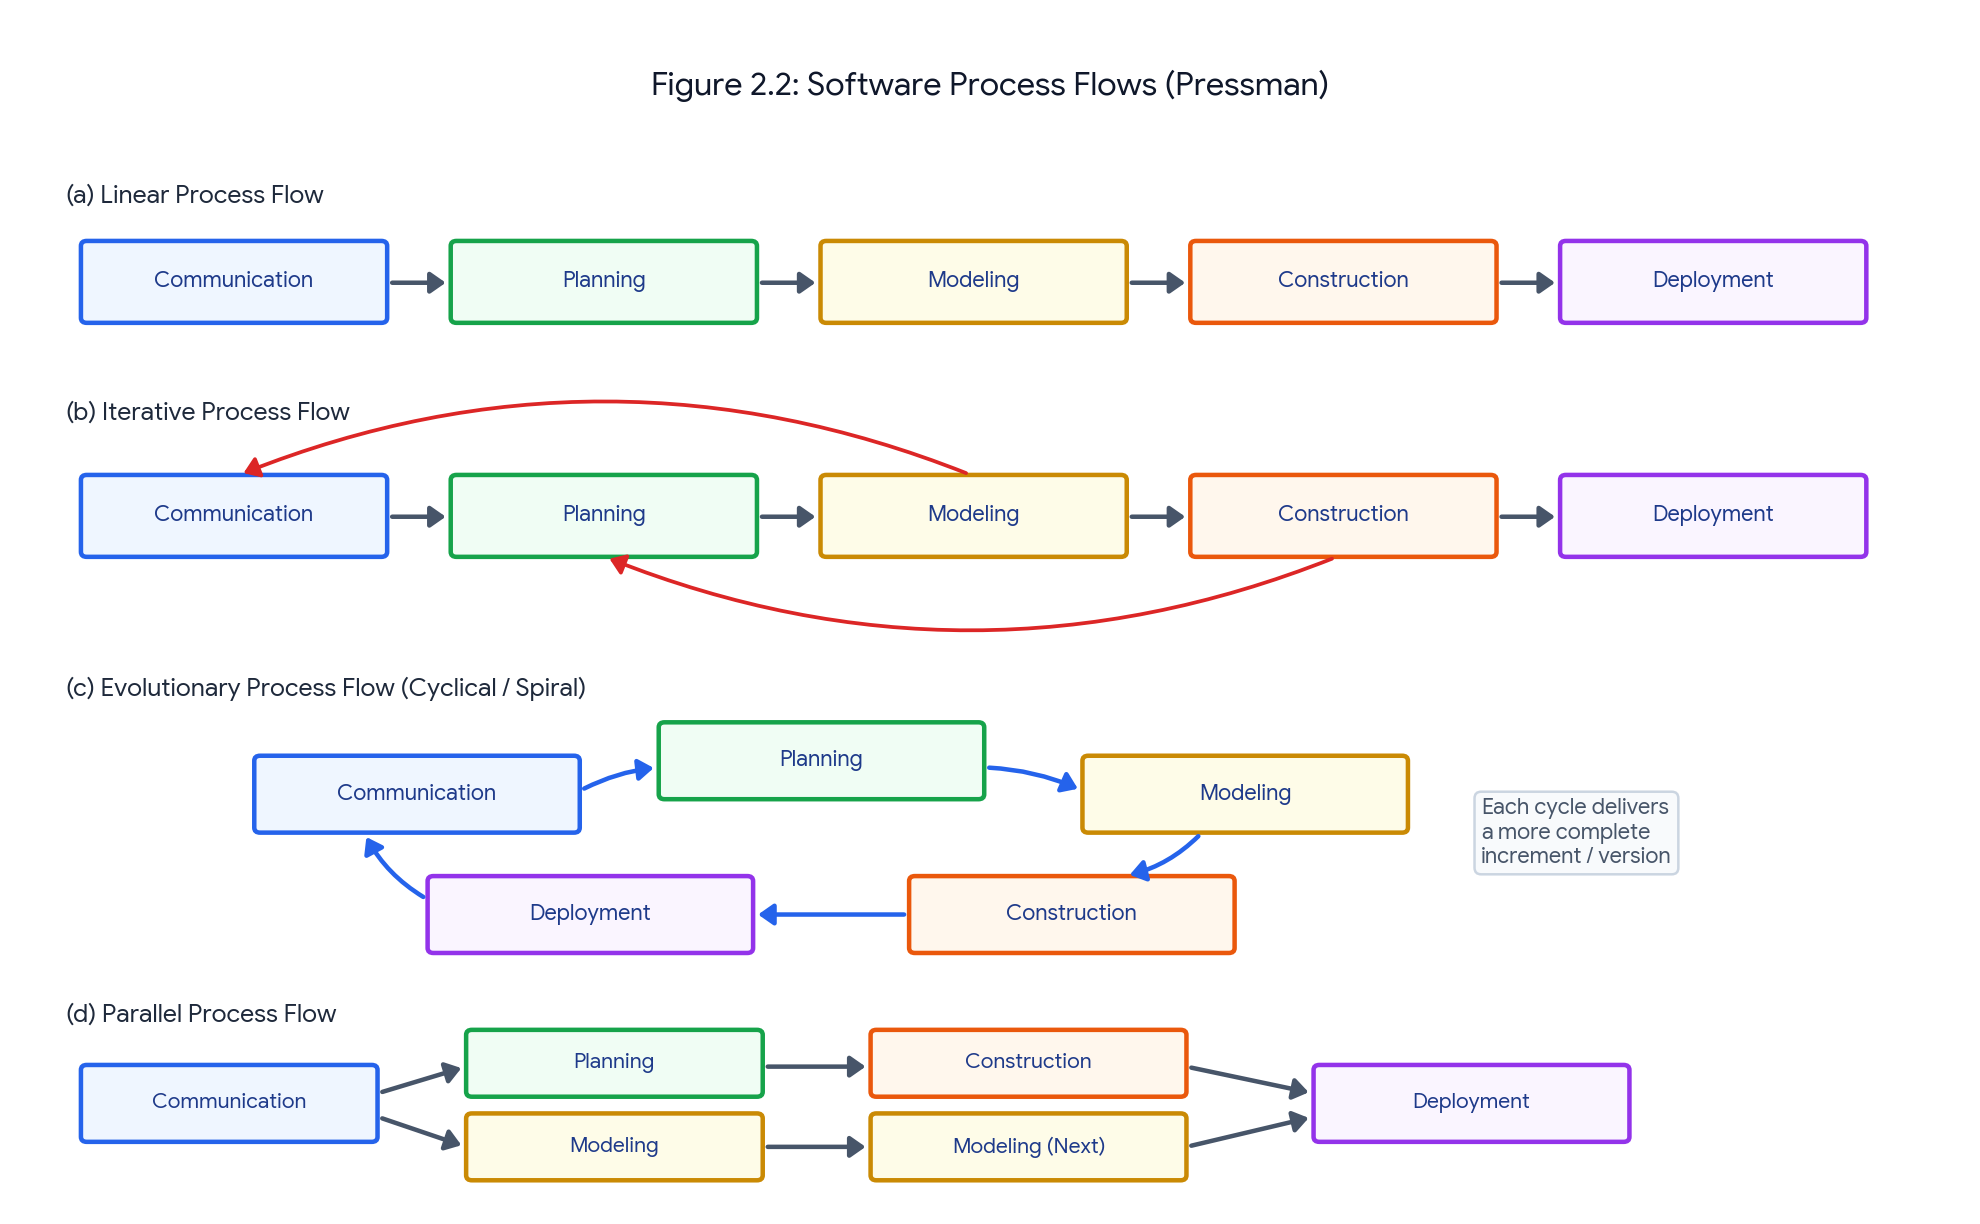 Figure 2.2: Software Process Flows (Pressman)
(a) Linear Process Flow
Communication
Planning
Modeling
Construction
Deployment
(b) Iterative Process Flow
Communication
Planning
Modeling
Construction
Deployment
(c) Evolutionary Process Flow (Cyclical / Spiral)
Communication
Planning
Modeling
Each cycle delivers
a more complete
increment / version
Deployment
Construction
(d) Parallel Process Flow
Communication
Planning
Construction
Modeling
Modeling (Next)
Deployment